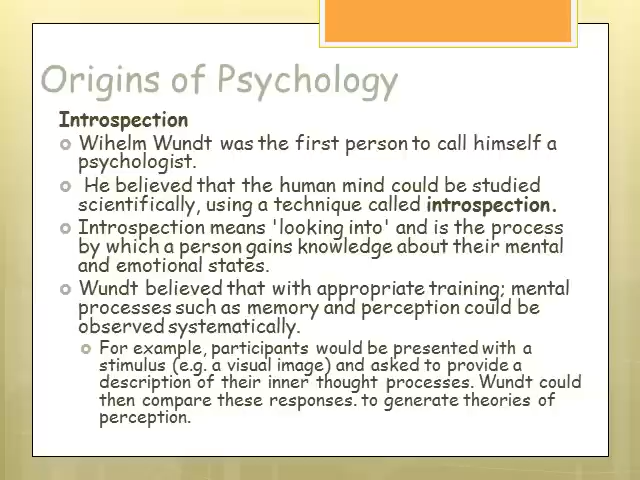 Origins of Psychology
Introspection
Wihelm Wundt was the first person to call himself a
psychologist.
He believed that the human mind could be studied
scientifically, using a technique called introspection.
Introspection means 'looking into' and is the process
by which a person gains knowledge about their mental
and emotional states.
Wundt believed that with appropriate training; mental
processes such as memory and perception could be
observed systematically.
For example, participants would be presented with a
stimulus (e.g. a visual image) and asked to provide a
description of their inner thought processes. Wundt could
then compare these responses. to generate theories of
perception.